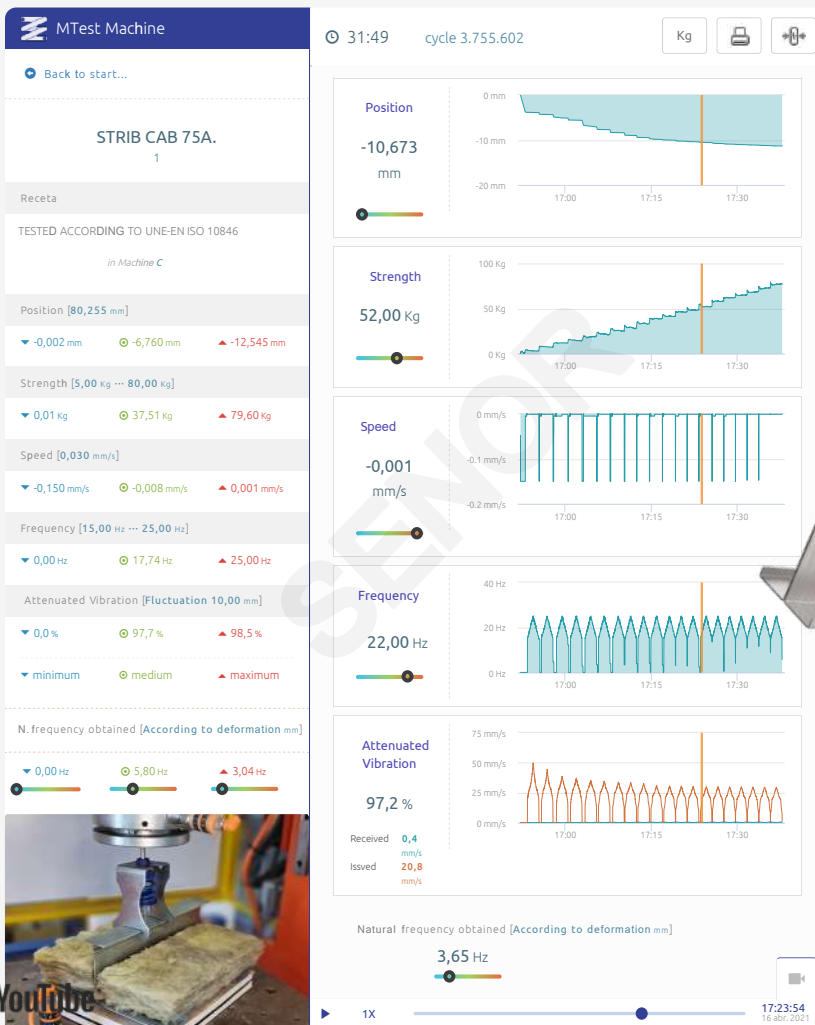 MTest Machine
Back to start...
STRIB CAB 75A.
1
Receta
TESTED ACCORDING TO UNE-EN ISO 10846
in Machine C
Position [80,255 mm]
-0,002 mm -6,760 mm -12,545 mm
Strength [5,00 Kg ... 80,00 Kg]
0,01 Kg 37,51 Kg 79,60 Kg
Speed [0,030 mm/s]
-0,150 mm/s -0,008 mm/s 0,001 mm/s
Frequency [15,00 Hz ... 25,00 Hz]
0,00 Hz 17,74 Hz 25,00 Hz
Attenuated Vibration [Fluctuation 10,00 mm]
0,0 % 97,7 % 98,5 %
minimum medium maximum
N. frequency obtained [According to deformation mm]
0,00 Hz 5,80 Hz 3,04 Hz
YouTube
31:49 cycle 3.755.602 Kg
Position
-10,673
mm
0 mm
-10 mm
-20 mm
17:00 17:15 17:30
Strength
52,00 Kg
100 Kg
50 Kg
0 Kg
17:00 17:15 17:30
Speed
-0,001
mm/s
0 mm/s
-0.1 mm/s
-0.2 mm/s
17:00 17:15 17:30
Frequency
22,00 Hz
40 Hz
20 Hz
0 Hz
17:00 17:15 17:30
Attenuated
Vibration
97,2 %
Received 0,4
mm/s
Issved 20,8
mm/s
75 mm/s
50 mm/s
25 mm/s
0 mm/s
17:00 17:15 17:30
Natural frequency obtained [According to deformation mm]
3,65 Hz
1X
17:23:54
16 abr. 2021
SENOR